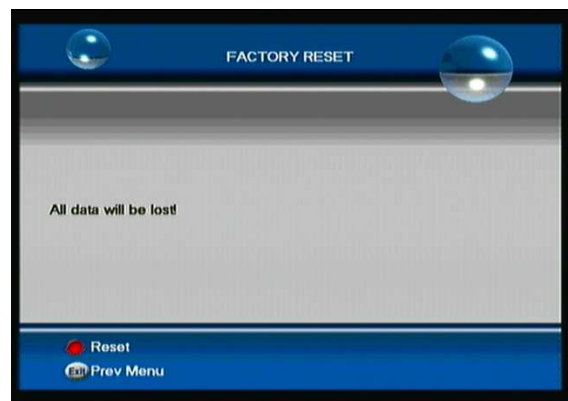 FACTORY RESET
All data will be lost!
Reset
Exit Prev Menu